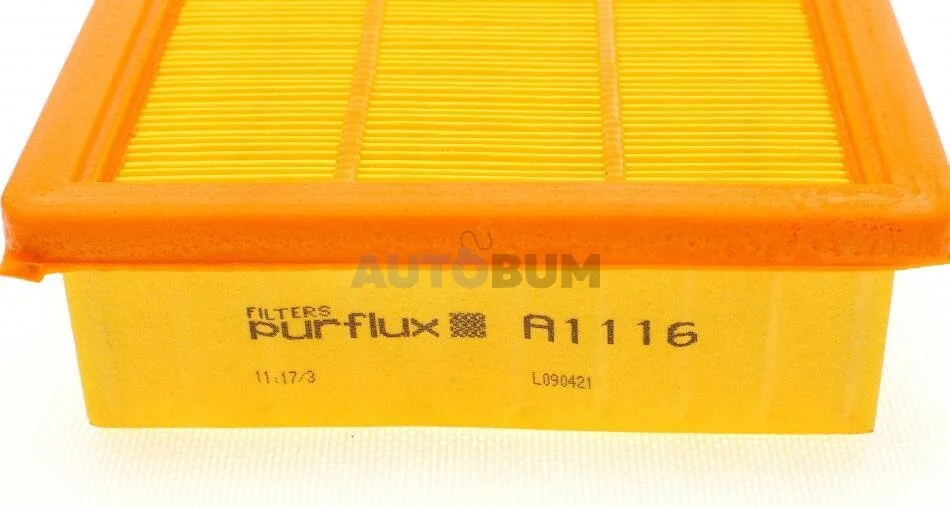 AUTOBUM
FILTERS
purflux A1116
11:17/3 L090421